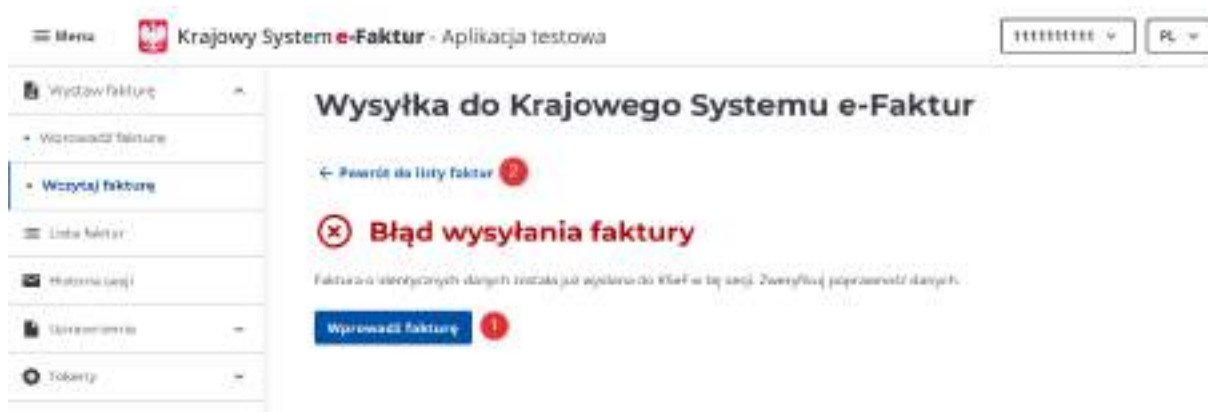 Menu
Krajowy System e-Faktur - Aplikacja testowa
1111111111
PL
Wystaw fakturę
Wprowadź fakturę
Wczytaj fakturę
Lista faktur
Historia sesji
Uprawnienia
Tokeny
Wysyłka do Krajowego Systemu e-Faktur
← Powrót do listy faktur 2
Błąd wysyłania faktury
Faktura o identycznych danych została już wysłana do KSeF w tej sesji. Zweryfikuj poprawność danych.
Wprowadź fakturę 1